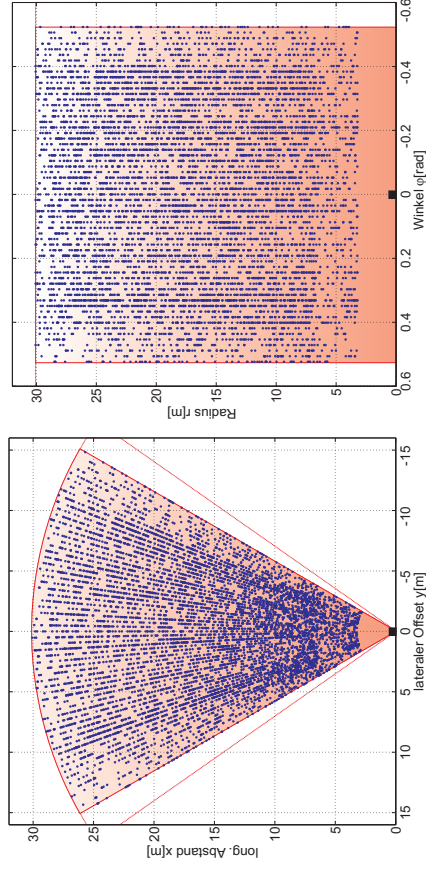 long. Abstand x[m]
30
25
20
15
10
5
0
15 10 5 0 -5 -10 -15
lateraler Offset y[m]
Radius r[m]
30
25
20
15
10
5
0
0.6 0.4 0.2 0 -0.2 -0.4 -0.6
Winkel φ[rad]